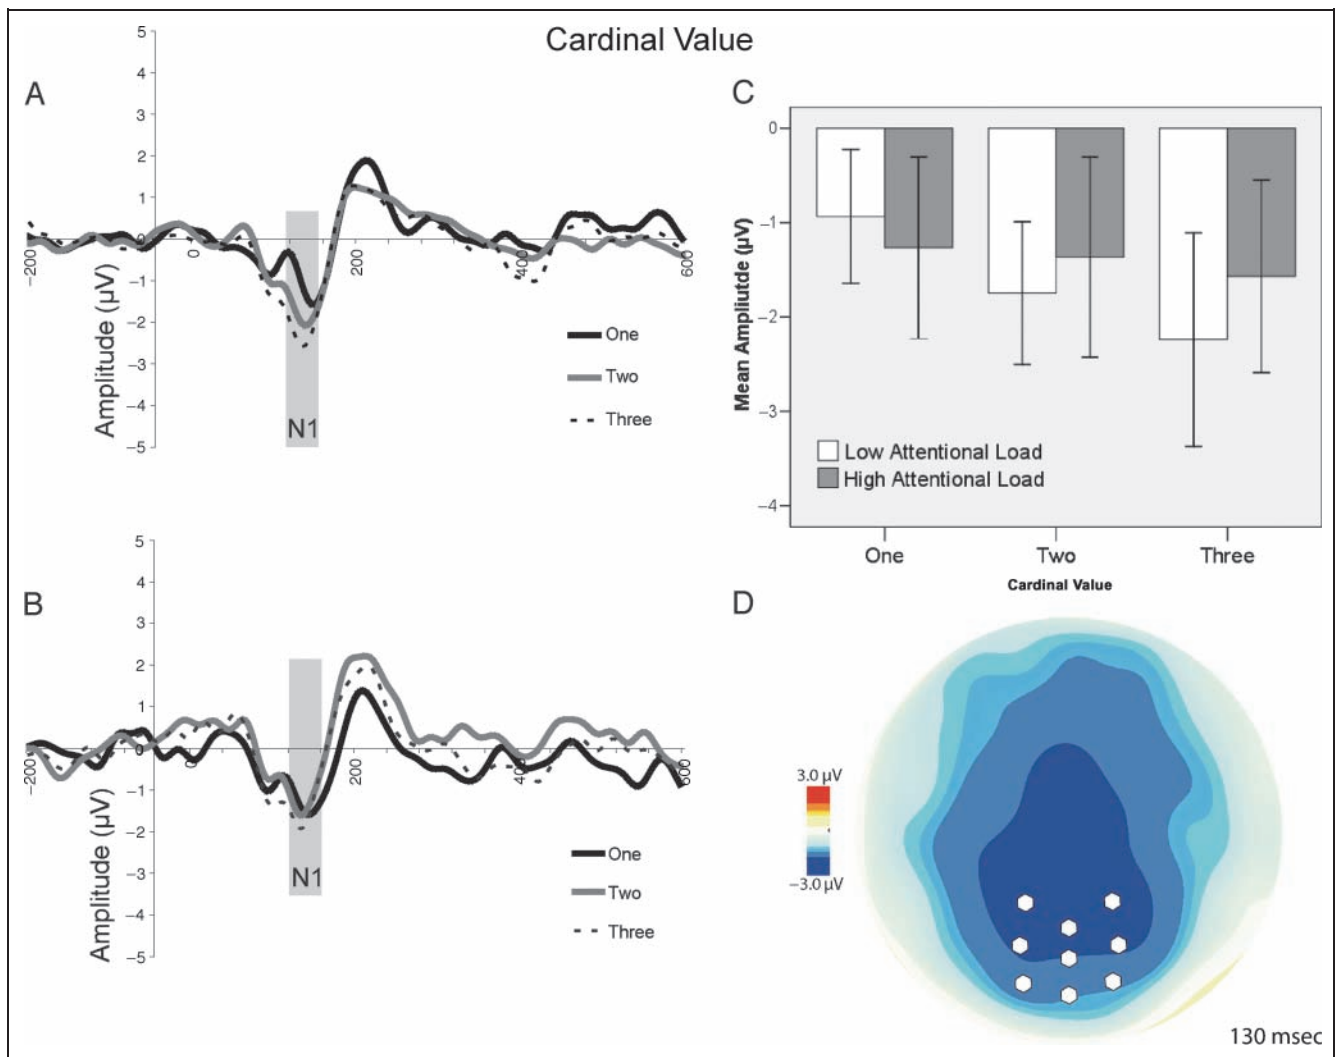 Cardinal Value
A
5
4
3
2
1
0
−1
−2
−3
−4
−5
Amplitude (µV)
−200
0
200
400
600
One
Two
Three
N1
B
5
4
3
2
1
0
−1
−2
−3
−4
−5
Amplitude (µV)
−200
0
200
400
600
One
Two
Three
N1
C
0
−1
−2
−3
−4
Mean Ampliutde (µV)
Low Attentional Load
High Attentional Load
One Two Three
Cardinal Value
D
3.0 µV
−3.0 µV
130 msec